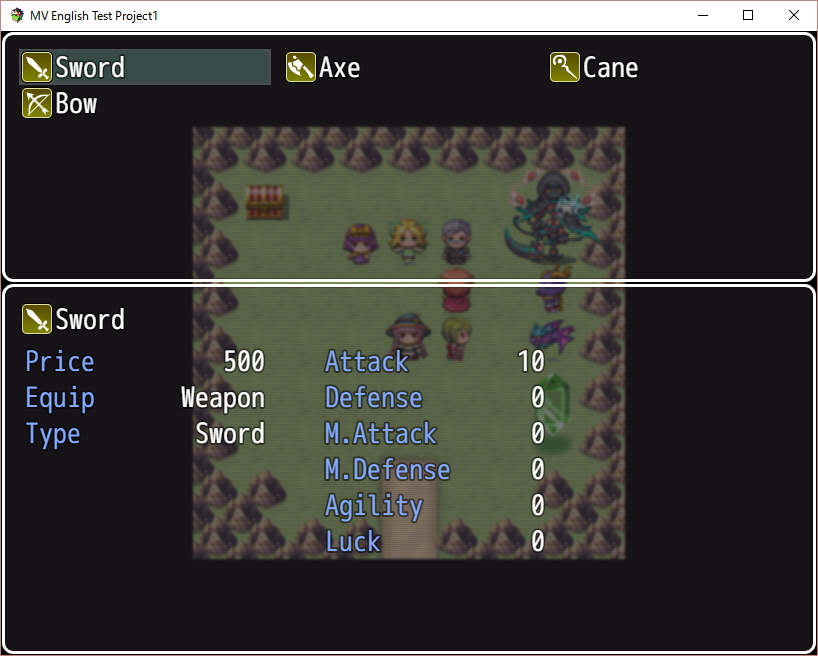 MV English Test Project1
Sword Axe Cane
Bow
Sword
Price 500 Attack 10
Equip Weapon Defense 0
Type Sword M.Attack 0
M.Defense 0
Agility 0
Luck 0